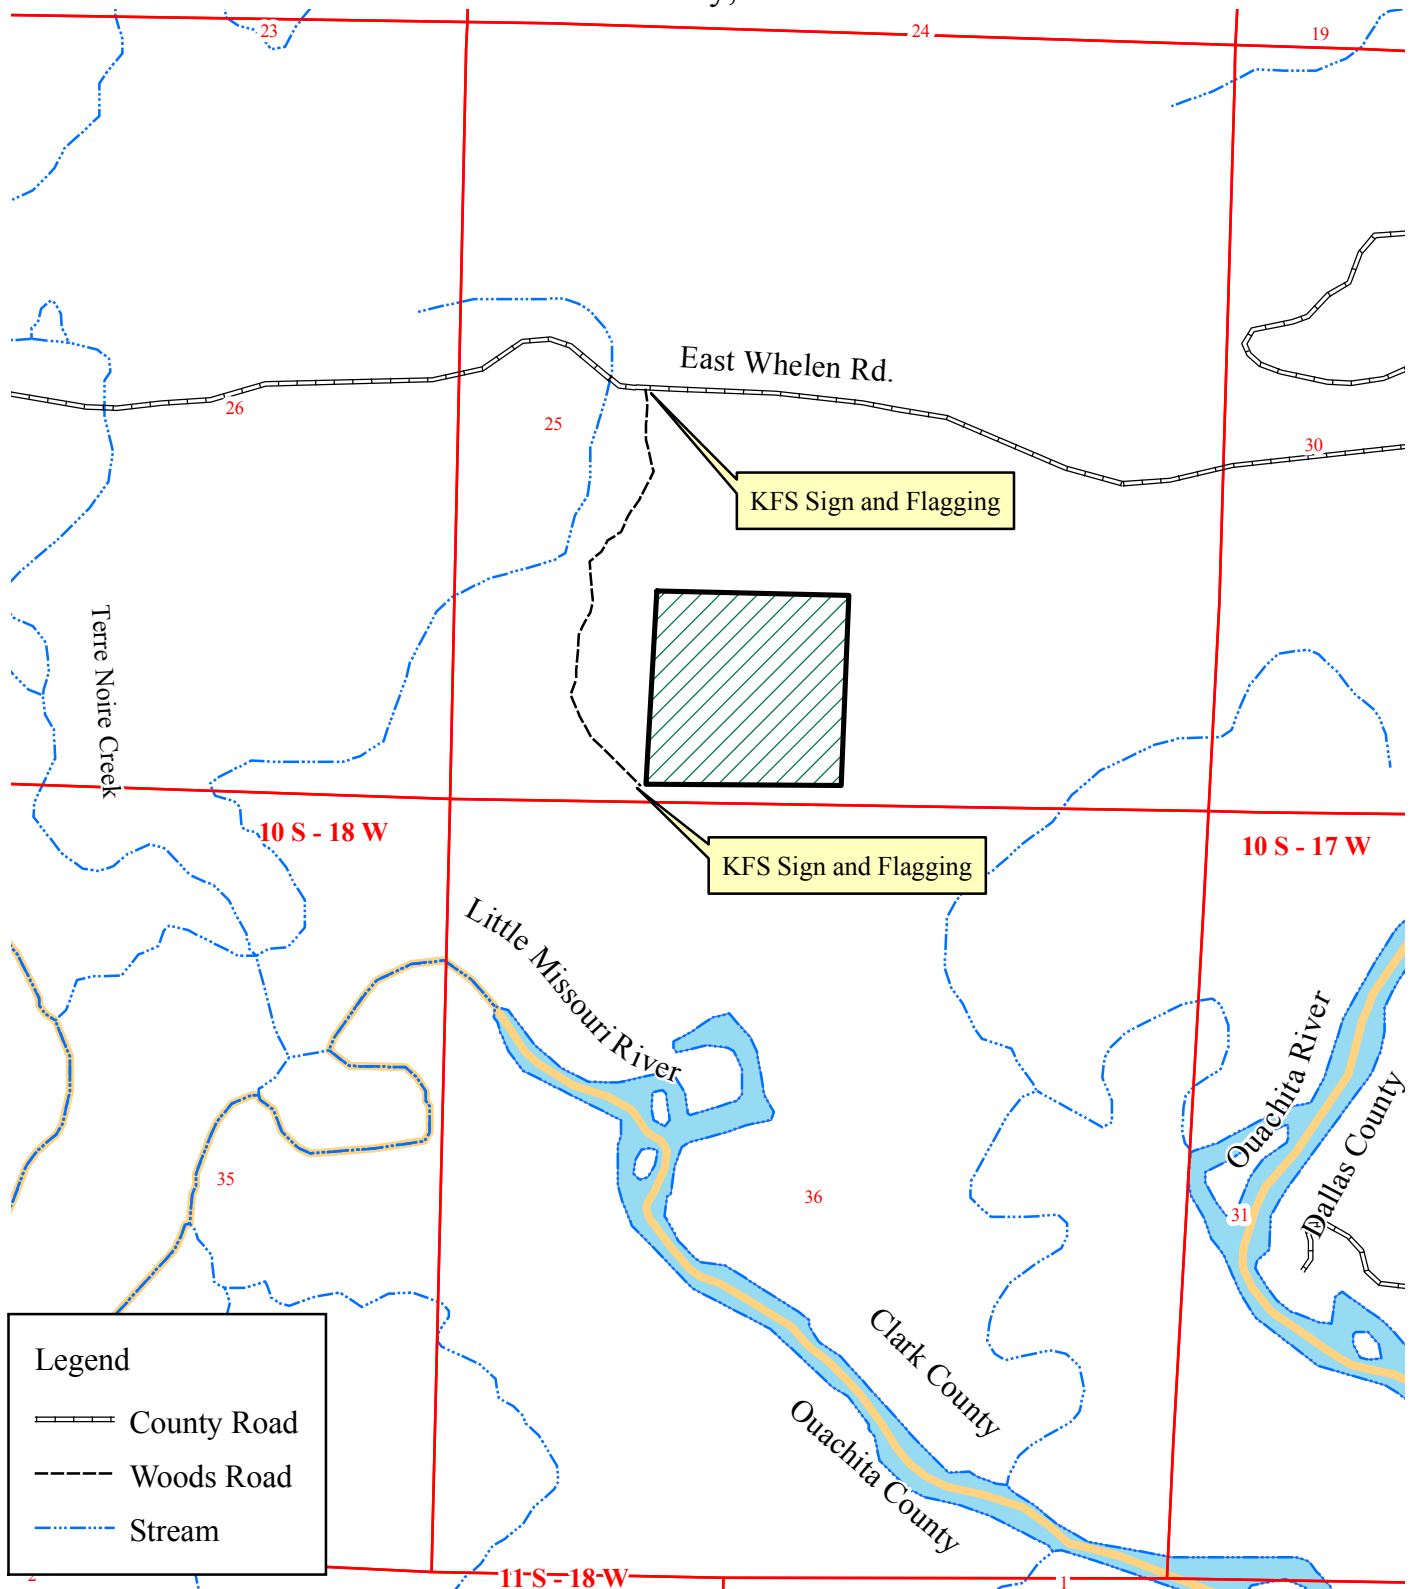 23
24
19
East Whelen Rd.
26
25
30
KFS Sign and Flagging
Terre Noire Creek
10 S - 18 W
10 S - 17 W
KFS Sign and Flagging
Little Missouri River
Ouachita River
Dallas County
35
36
31
Clark County
Ouachita County
Legend
County Road
Woods Road
Stream
2
11 S - 18 W
1